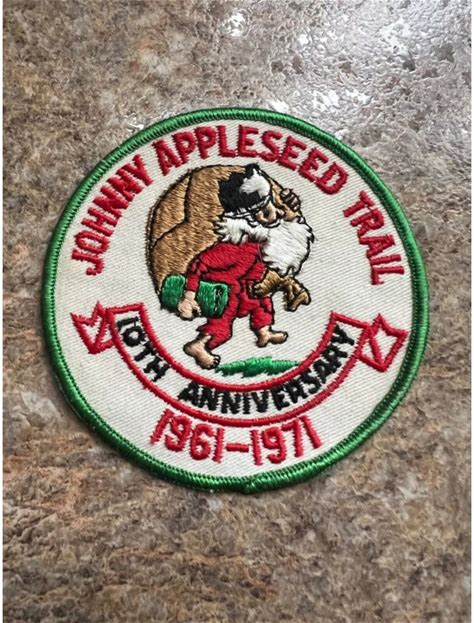 JOHNNY APPLESEED TRAIL
10TH ANNIVERSARY
1961-1971